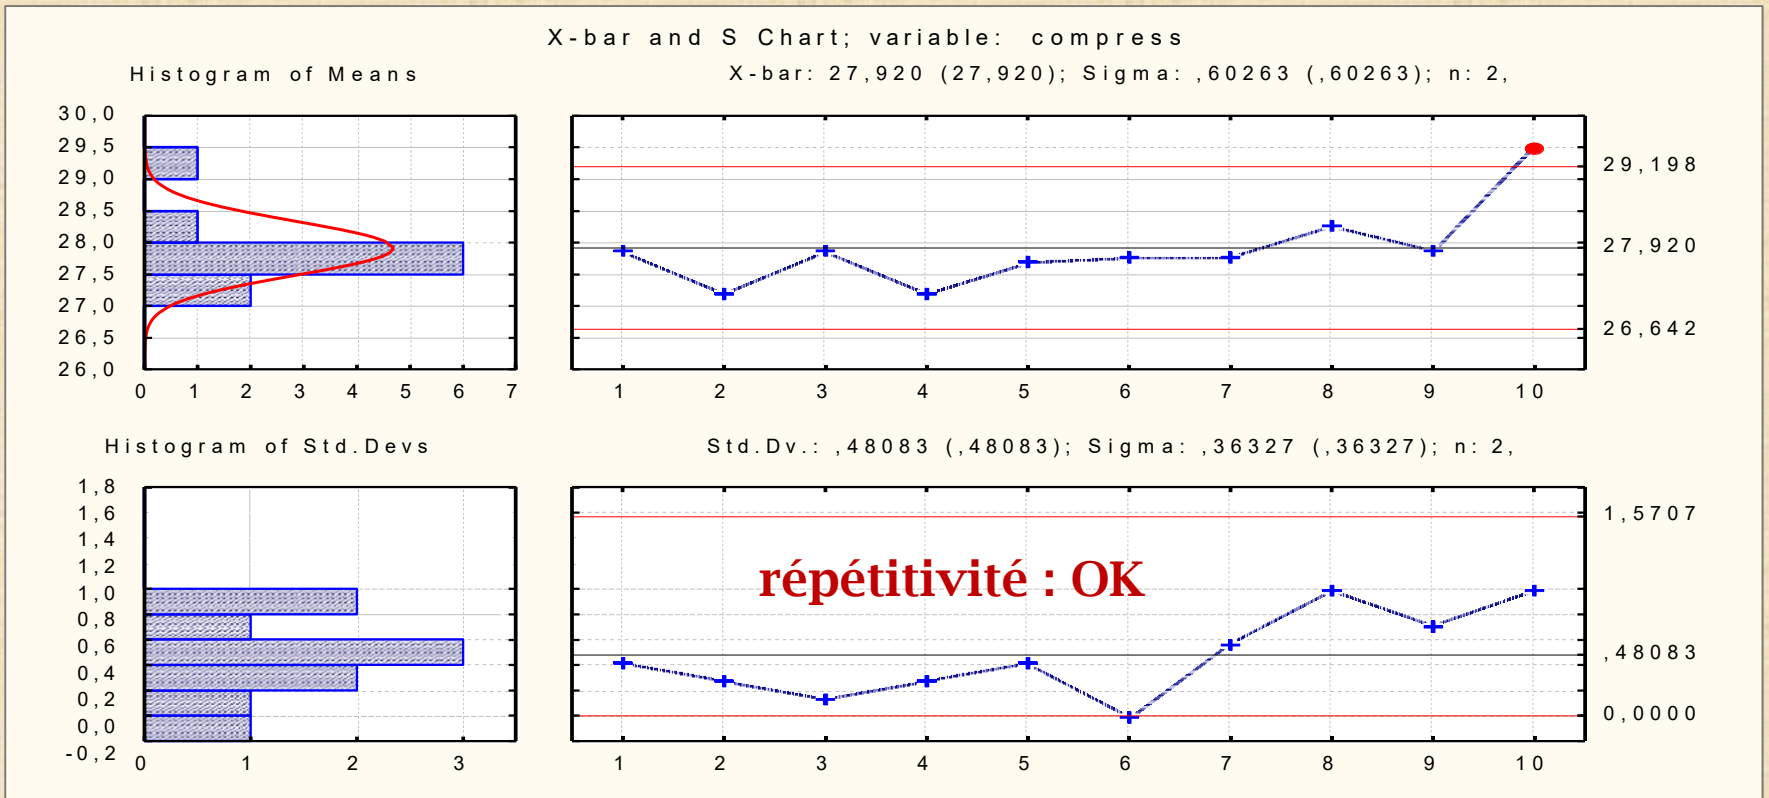 X-bar and S Chart; variable: compress
Histogram of Means
X-bar: 27,920 (27,920); Sigma: ,60263 (,60263); n: 2,
30,0
29,5
29,0
28,5
28,0
27,5
27,0
26,5
26,0
0 1 2 3 4 5 6 7
29,198
27,920
26,642
1 2 3 4 5 6 7 8 9 10
Histogram of Std.Devs
Std.Dv.: ,48083 (,48083); Sigma: ,36327 (,36327); n: 2,
1,8
1,6
1,4
1,2
1,0
0,8
0,6
0,4
0,2
0,0
-0,2
0 1 2 3
répétitivité : OK
1,5707
,48083
0,0000
1 2 3 4 5 6 7 8 9 10